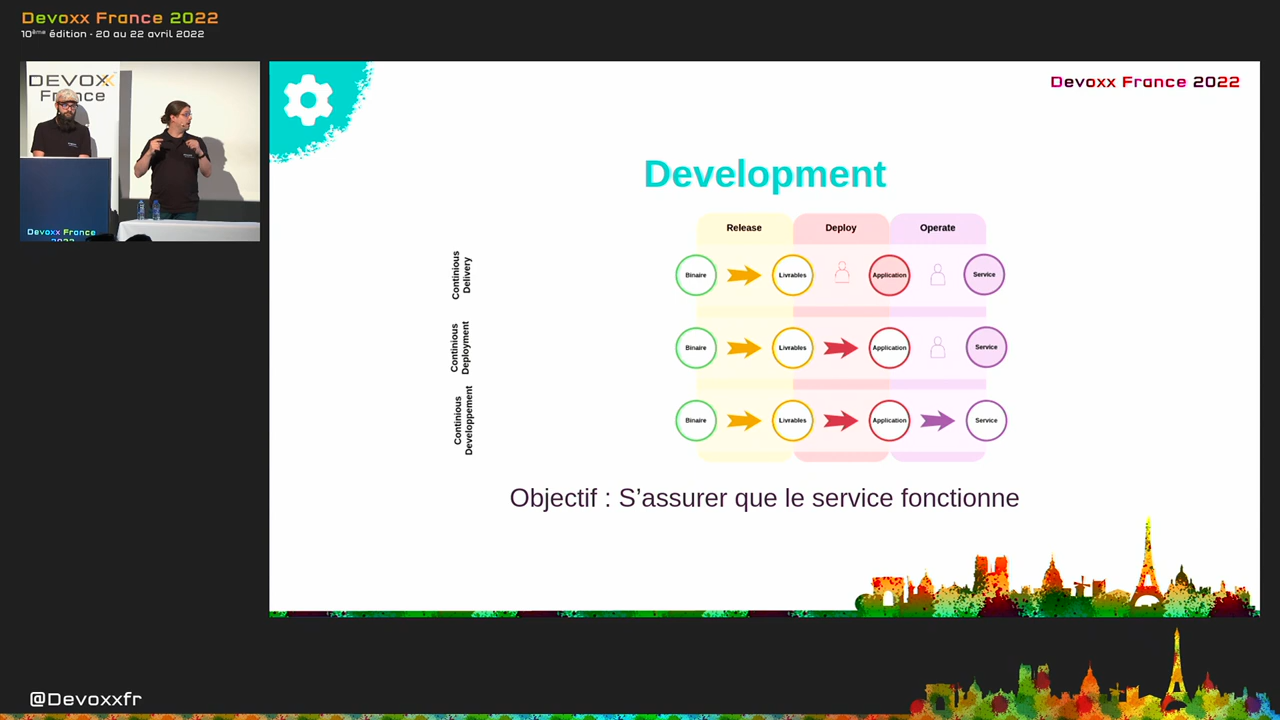 Devoxx France 2022
10ème édition - 20 au 22 avril 2022
DEVOXX
France
Devoxx France
2022
Devoxx France 2022
Development
Release Deploy Operate
Continious
Delivery
Binaire Livrables Application Service
Continious
Deployment
Binaire Livrables Application Service
Continious
Developpement
Binaire Livrables Application Service
Objectif : S’assurer que le service fonctionne
@Devoxxfr